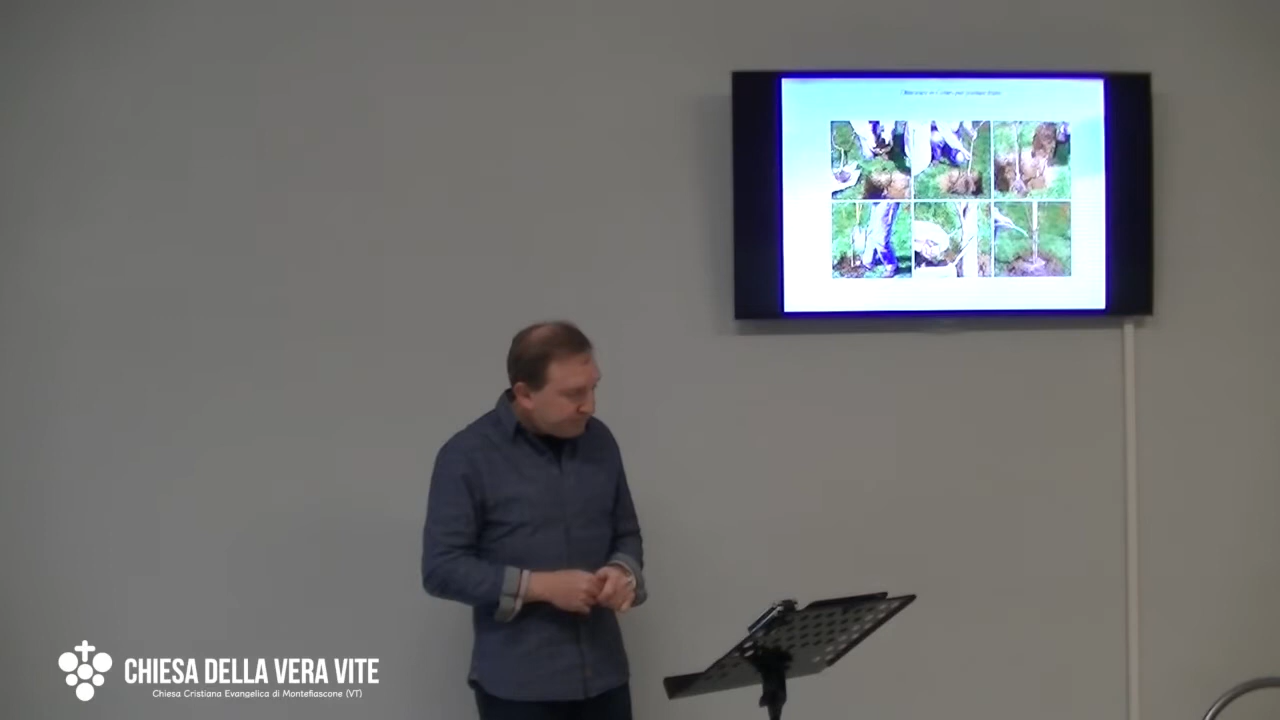 CHIESA DELLA VERA VITE
Chiesa Cristiana Evangelica di Montefiascone (VT)